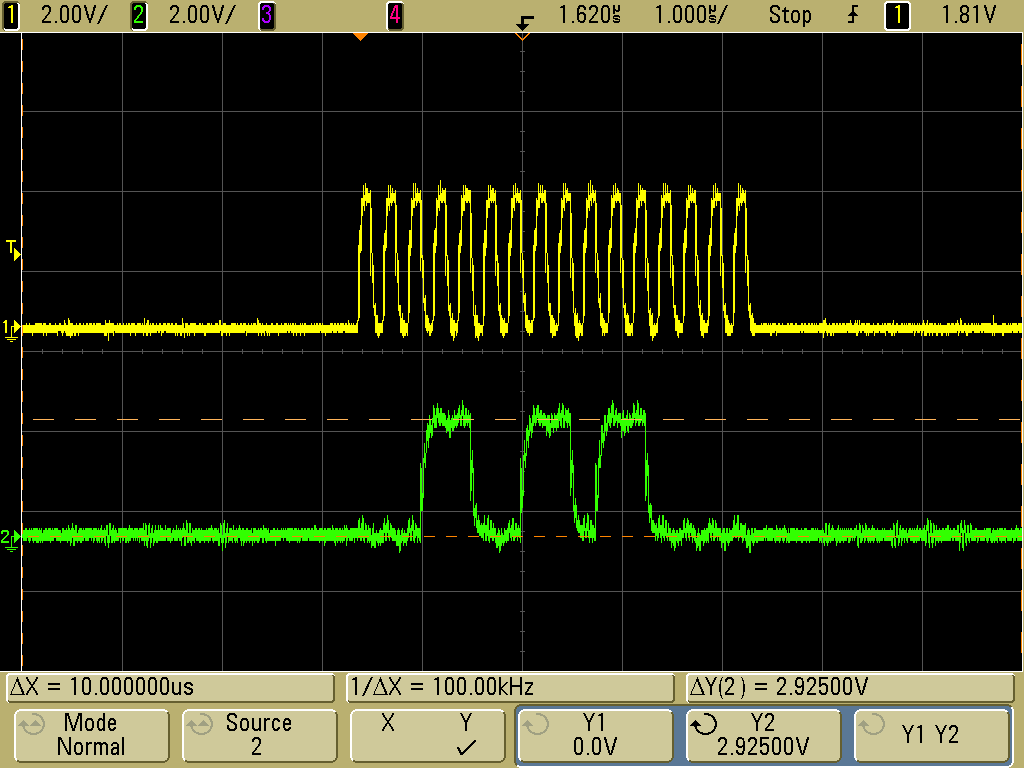 1 2.00V/ 2 2.00V/ 3 4 1.620µs 1.000µs/ Stop 1 1.81V
T
1
2
ΔX = 10.000000us 1/ΔX = 100.00kHz ΔY(2) = 2.92500V
Mode Source X Y Y1 Y2 Y1 Y2
Normal 2 0.0V 2.92500V